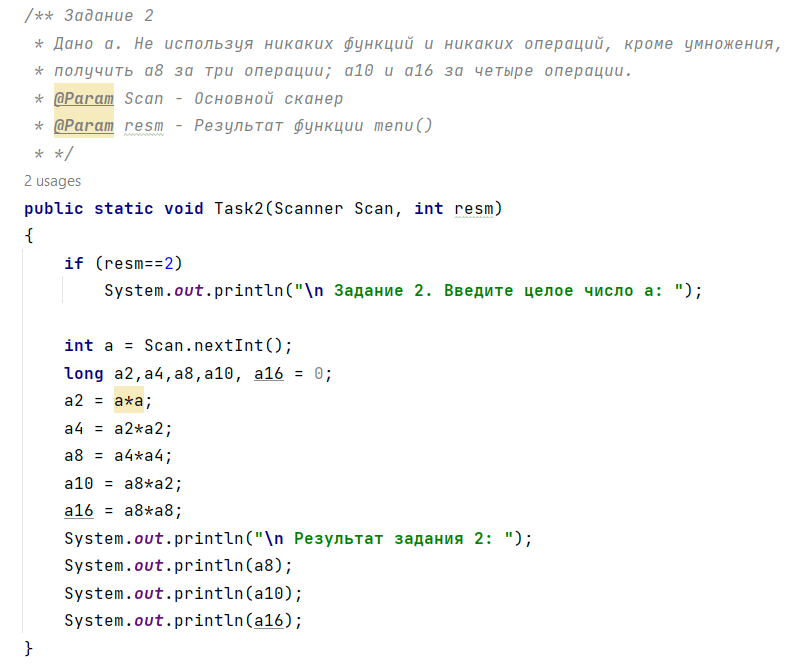 /** Задание 2
* Дано a. Не используя никаких функций и никаких операций, кроме умножения,
* получить a8 за три операции; a10 и a16 за четыре операции.
* @Param Scan - Основной сканер
* @Param resm - Результат функции menu()
* */
2 usages
public static void Task2(Scanner Scan, int resm)
{
if (resm==2)
System.out.println("\n Задание 2. Введите целое число a: ");
int a = Scan.nextInt();
long a2,a4,a8,a10, a16 = 0;
a2 = a*a;
a4 = a2*a2;
a8 = a4*a4;
a10 = a8*a2;
a16 = a8*a8;
System.out.println("\n Результат задания 2: ");
System.out.println(a8);
System.out.println(a10);
System.out.println(a16);
}